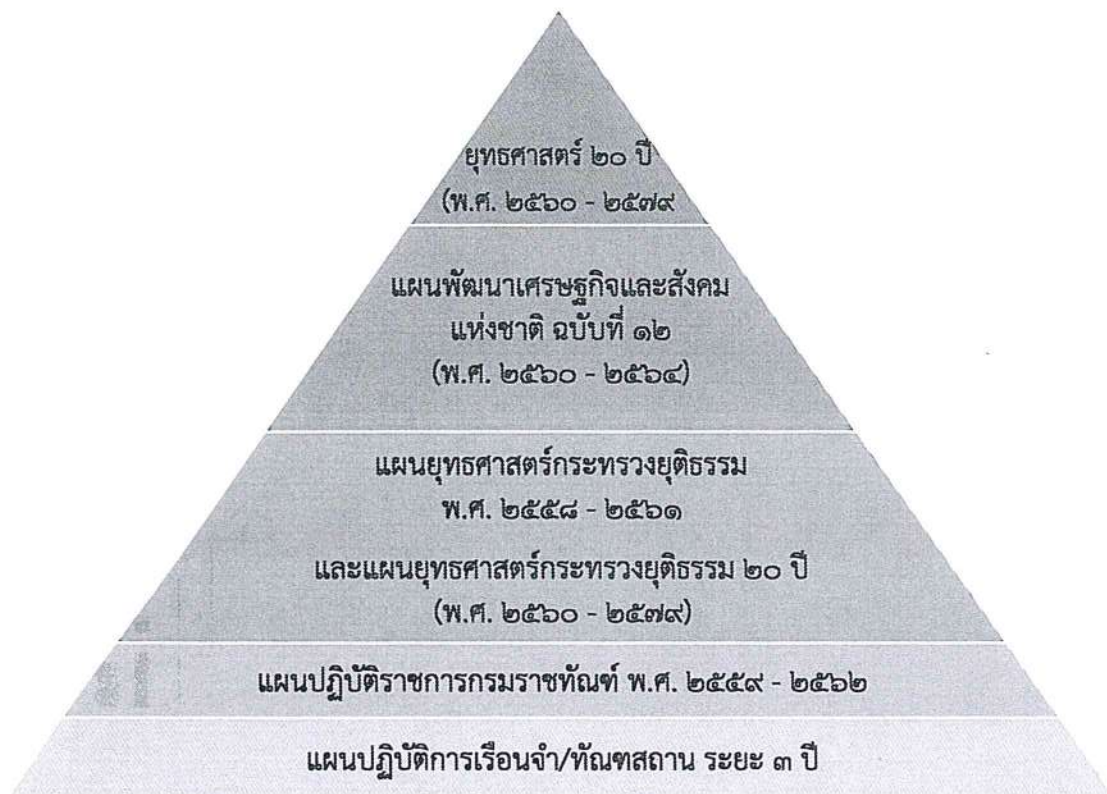 ยุทธศาสตร์ ๒๐ ปี
(พ.ศ. ๒๕๖๐ - ๒๕๗๙
แผนพัฒนาเศรษฐกิจและสังคม
แห่งชาติ ฉบับที่ ๑๒
(พ.ศ. ๒๕๖๐ - ๒๕๖๔)
แผนยุทธศาสตร์กระทรวงยุติธรรม
พ.ศ. ๒๕๕๘ - ๒๕๖๑
และแผนยุทธศาสตร์กระทรวงยุติธรรม ๒๐ ปี
(พ.ศ. ๒๕๖๐ - ๒๕๗๙)
แผนปฏิบัติราชการกรมราชทัณฑ์ พ.ศ. ๒๕๕๙ - ๒๕๖๒
แผนปฏิบัติการเรือนจำ/ทัณฑสถาน ระยะ ๓ ปี